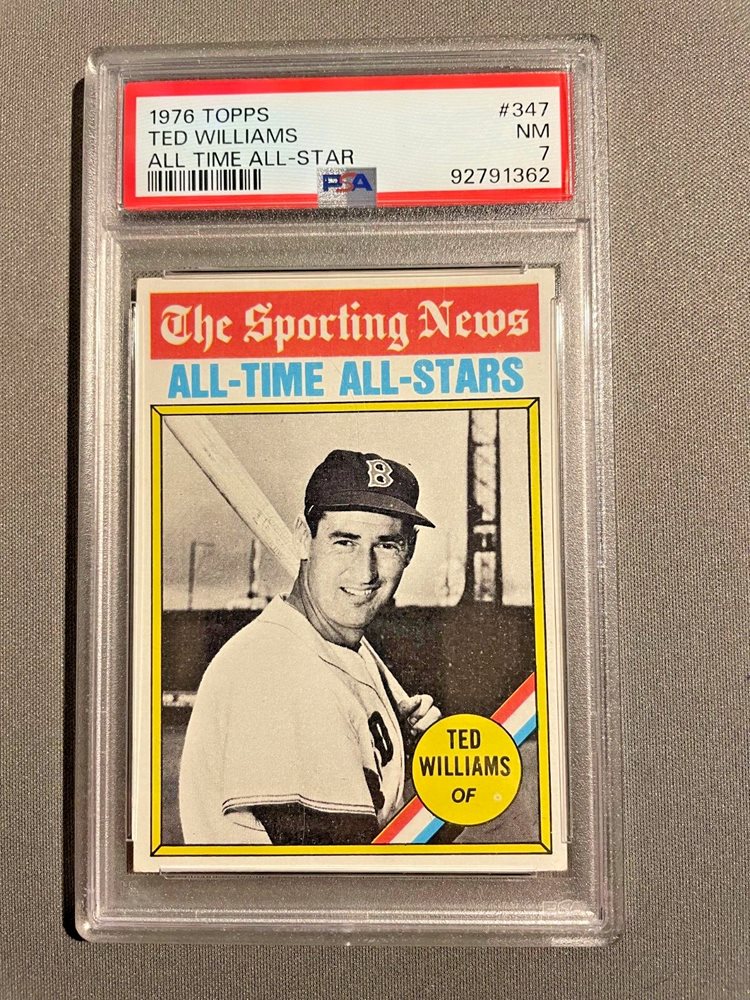 1976 TOPPS #347
TED WILLIAMS NM
ALL TIME ALL-STAR 7
PSA 92791362
The Sporting News
ALL-TIME ALL-STARS
B
TED
WILLIAMS
OF
PSA